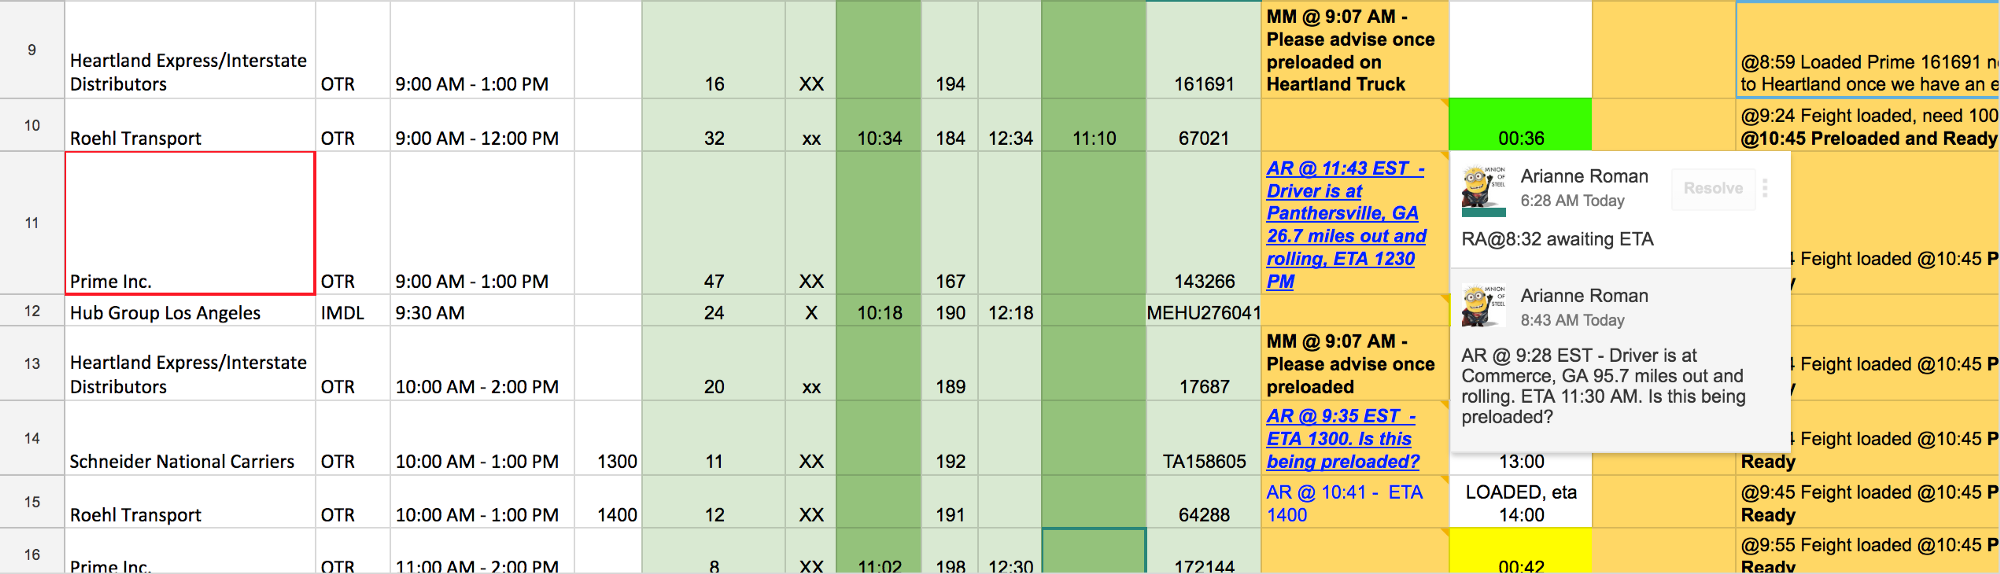 9
Heartland Express/Interstate
Distributors
OTR
9:00 AM - 1:00 PM
16
XX
194
161691
MM @ 9:07 AM -
Please advise once
preloaded on
Heartland Truck
@8:59 Loaded Prime 161691
to Heartland once we have an
10
Roehl Transport
OTR
9:00 AM - 12:00 PM
32
xx
10:34
184
12:34
11:10
67021
00:36
@9:24 Feight loaded, need 100
@10:45 Preloaded and Ready
11
Prime Inc.
OTR
9:00 AM - 1:00 PM
47
XX
167
143266
AR @ 11:43 EST -
Driver is at
Panthersville, GA
26.7 miles out and
rolling, ETA 1230
PM
Feight loaded @10:45 P
Arianne Roman
6:28 AM Today
Resolve
RA@8:32 awaiting ETA
Arianne Roman
8:43 AM Today
AR @ 9:28 EST - Driver is at
Commerce, GA 95.7 miles out and
rolling. ETA 11:30 AM. Is this being
preloaded?
12
Hub Group Los Angeles
IMDL
9:30 AM
24
X
10:18
190
12:18
MEHU276041
13
Heartland Express/Interstate
Distributors
OTR
10:00 AM - 2:00 PM
20
xx
189
17687
MM @ 9:07 AM -
Please advise once
preloaded
Feight loaded @10:45 P
14
Schneider National Carriers
OTR
10:00 AM - 1:00 PM
1300
11
XX
192
TA158605
AR @ 9:35 EST -
ETA 1300. Is this
being preloaded?
13:00
Feight loaded @10:45 P
Ready
15
Roehl Transport
OTR
10:00 AM - 1:00 PM
1400
12
XX
191
64288
AR @ 10:41 - ETA
1400
LOADED, eta
14:00
@9:45 Feight loaded @10:45 P
Ready
16
Prime Inc.
OTR
11:00 AM - 2:00 PM
8
XX
11:02
198
12:30
172144
00:42
@9:55 Feight loaded @10:45 P
Ready